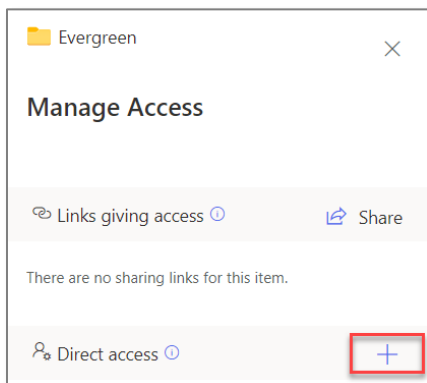 Evergreen
Manage Access
Links giving access
Share
There are no sharing links for this item.
Direct access